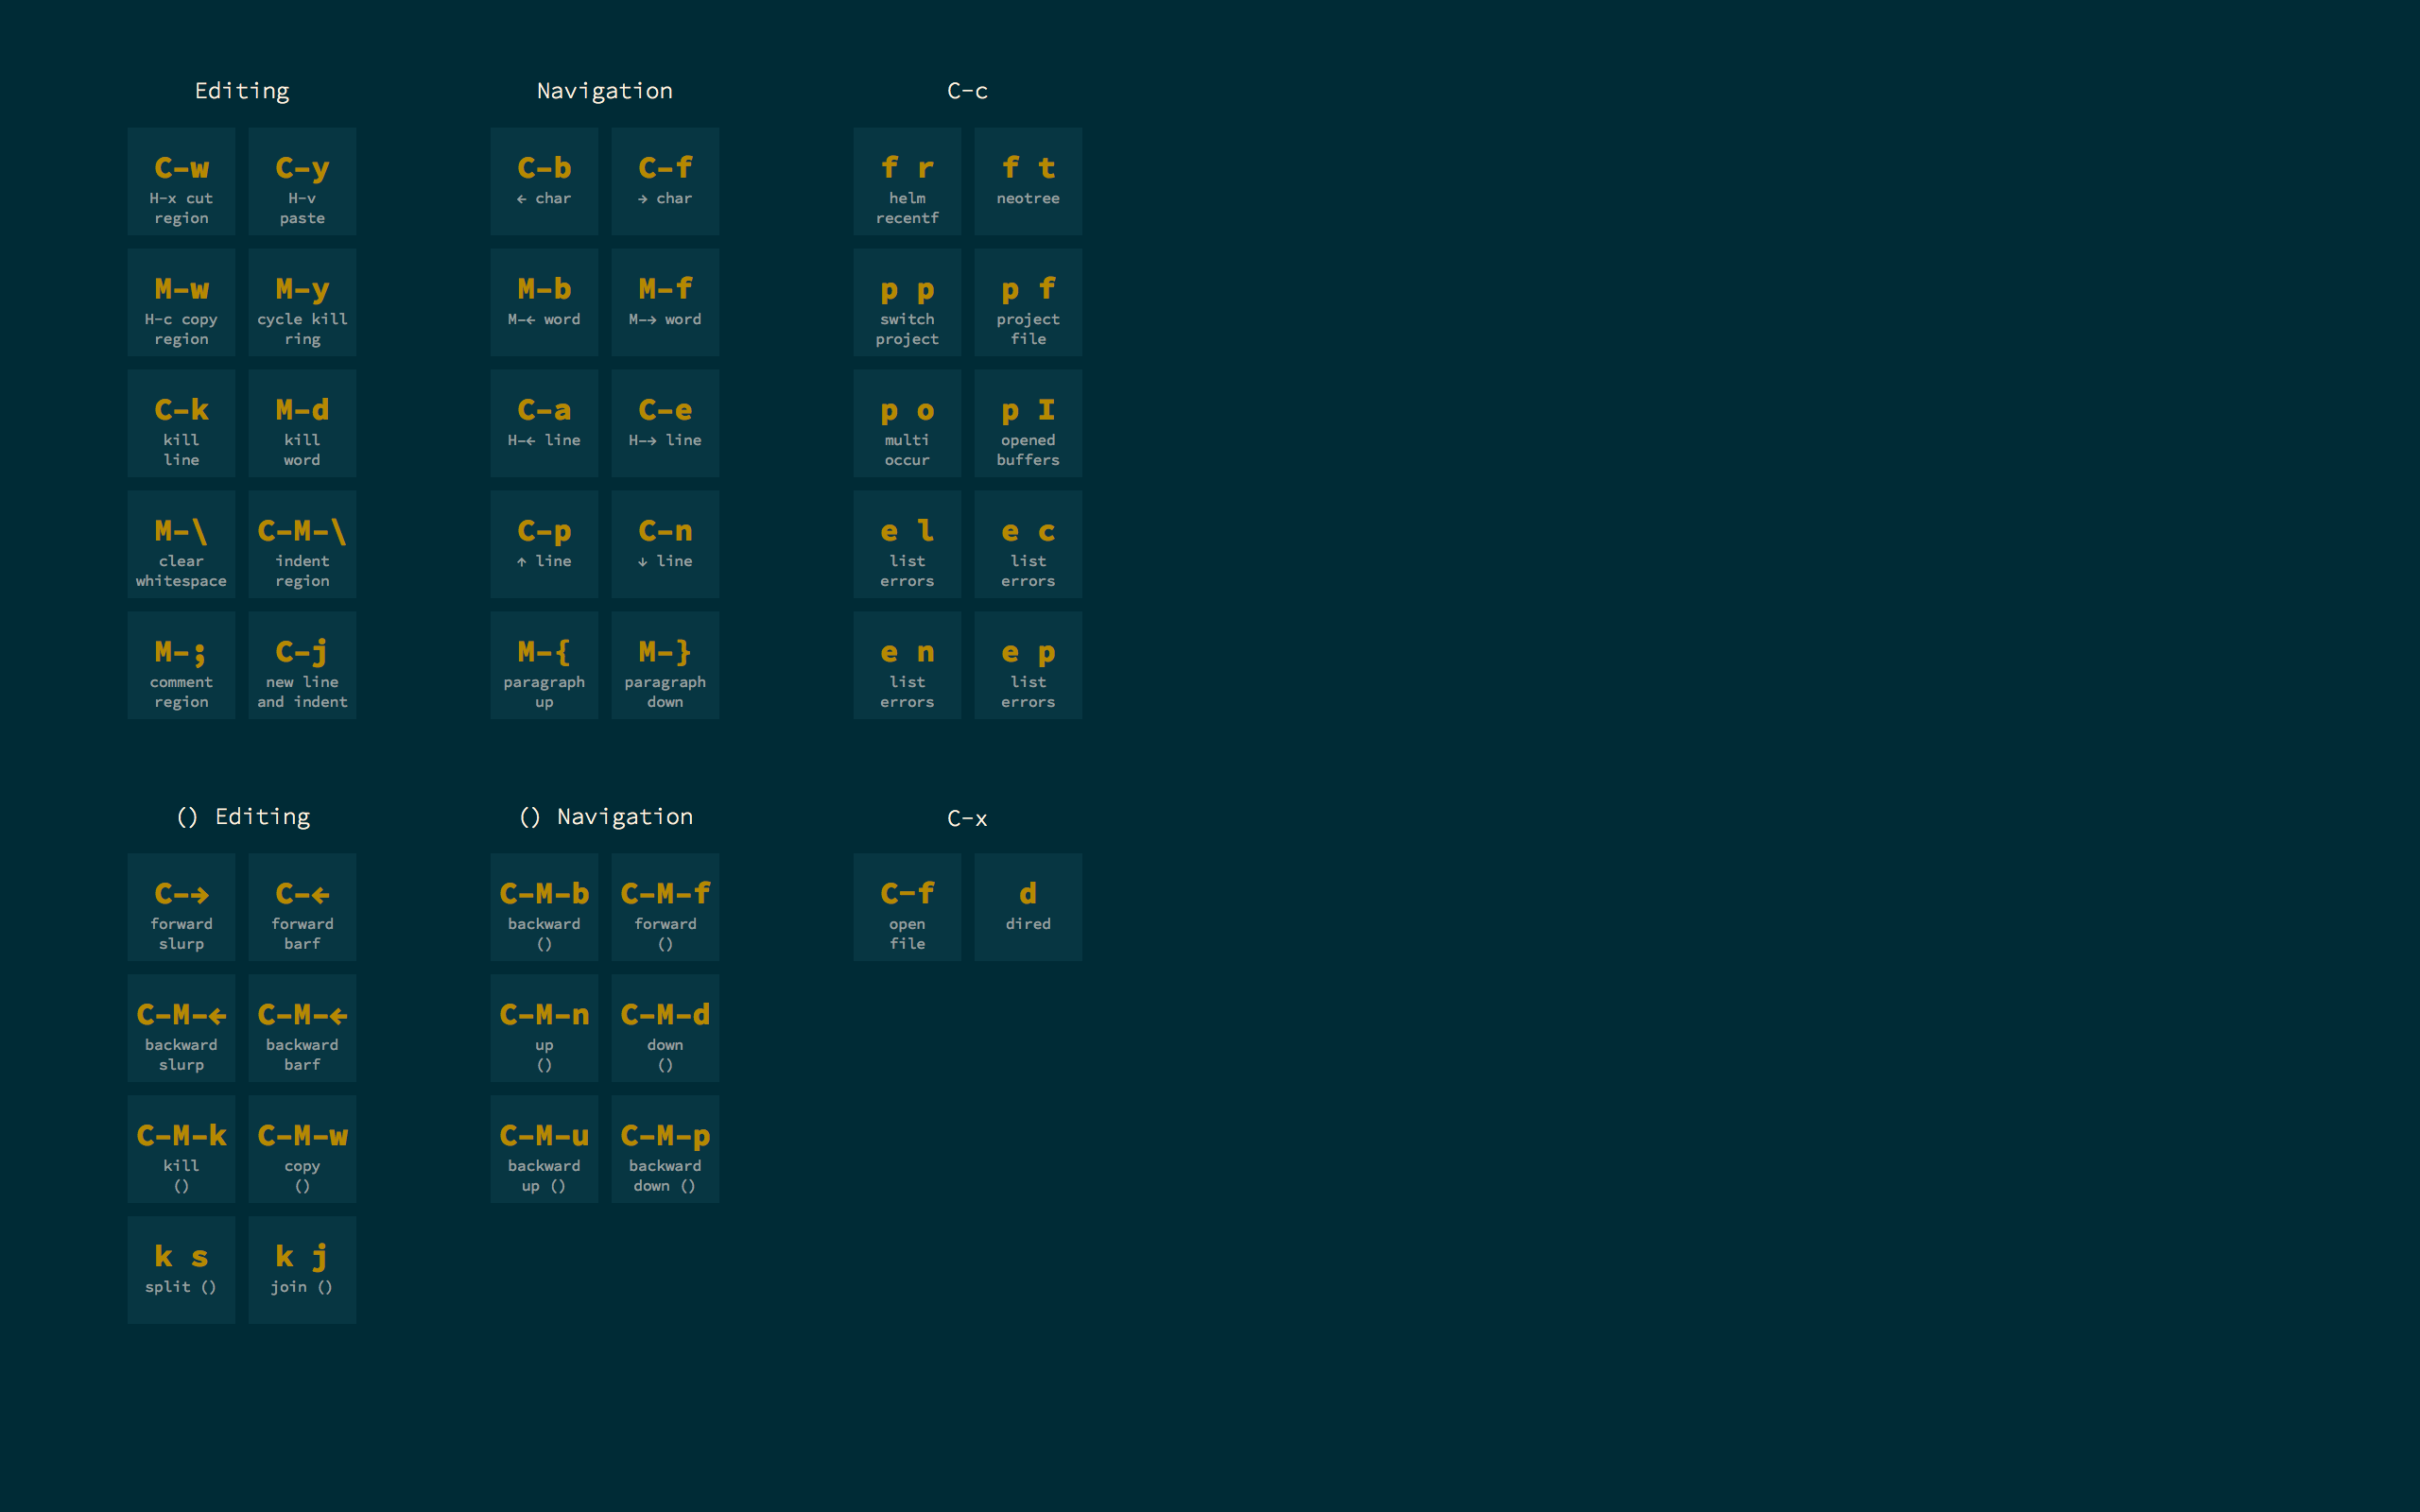 Editing
C-w
H-x cut
region
C-y
H-v
paste
M-w
H-c copy
region
M-y
cycle kill
ring
C-k
kill
line
M-d
kill
word
M-\
clear
whitespace
C-M-\
indent
region
M-;
comment
region
C-j
new line
and indent
Navigation
C-b
← char
C-f
→ char
M-b
M-← word
M-f
M-→ word
C-a
H-← line
C-e
H-→ line
C-p
↑ line
C-n
↓ line
M-{
paragraph
up
M-}
paragraph
down
C-c
f r
helm
recentf
f t
neotree
p p
switch
project
p f
project
file
p o
multi
occur
p I
opened
buffers
e l
list
errors
e c
list
errors
e n
list
errors
e p
list
errors
() Editing
C-→
forward
slurp
C-←
forward
barf
C-M-←
backward
slurp
C-M-←
backward
barf
C-M-k
kill
()
C-M-w
copy
()
k s
split ()
k j
join ()
() Navigation
C-M-b
backward
()
C-M-f
forward
()
C-M-n
up
()
C-M-d
down
()
C-M-u
backward
up ()
C-M-p
backward
down ()
C-x
C-f
open
file
d
dired